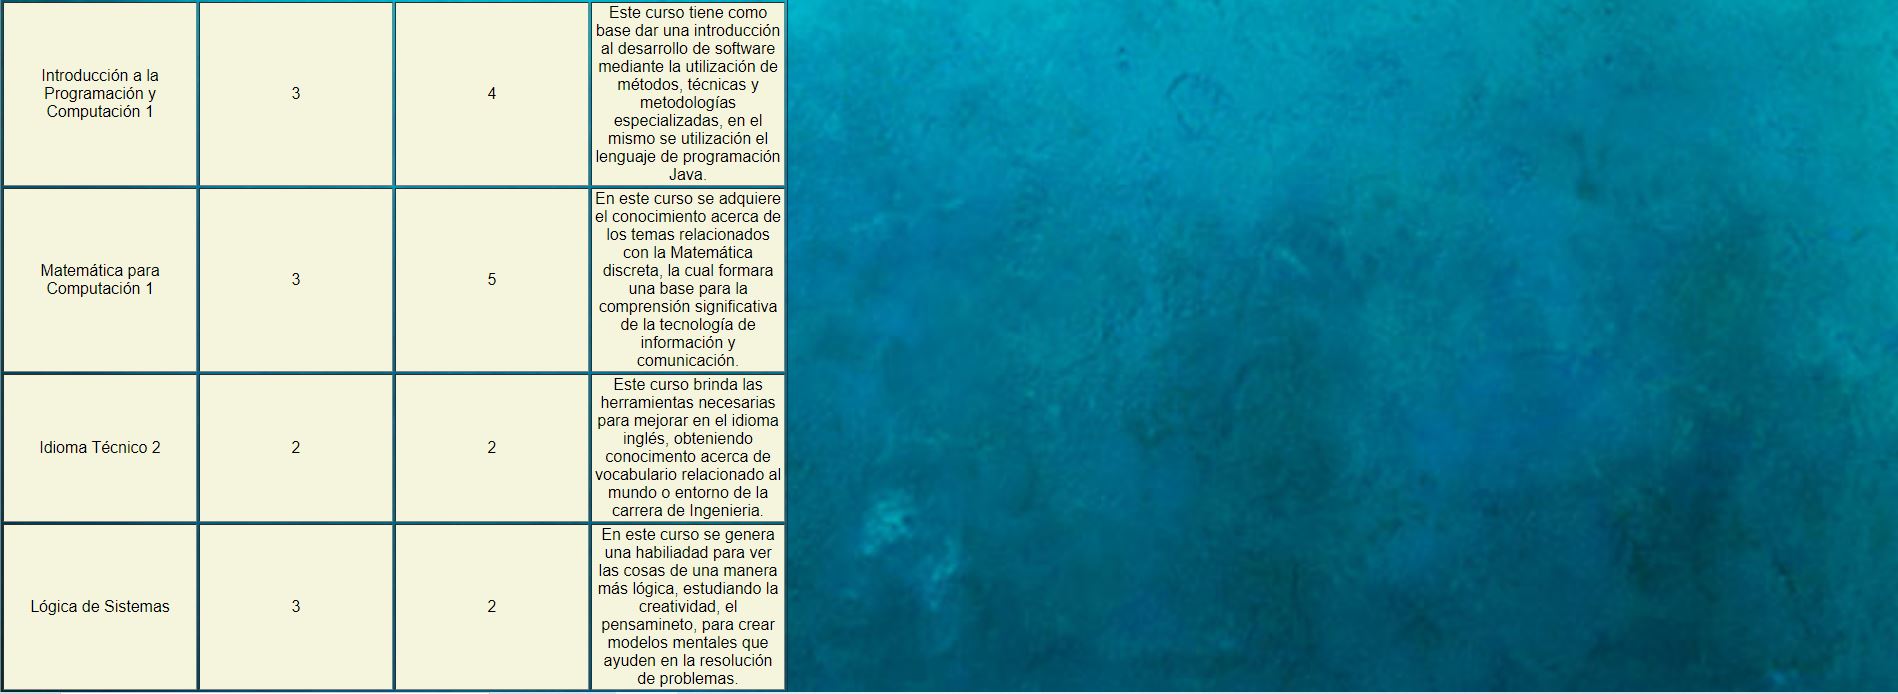 Introducción a la
Programación y
Computación 1
3
4
Este curso tiene como
base dar una introducción
al desarrollo de software
mediante la utilización de
métodos, técnicas y
metodologías
especializadas, en el
mismo se utilización el
lenguaje de programación
Java.
Matemática para
Computación 1
3
5
En este curso se adquiere
el conocimiento acerca de
los temas relacionados
con la Matemática
discreta, la cual formara
una base para la
comprensión significativa
de la tecnología de
información y
comunicación.
Idioma Técnico 2
2
2
Este curso brinda las
herramientas necesarias
para mejorar en el idioma
inglés, obteniendo
conocimento acerca de
vocabulario relacionado al
mundo o entorno de la
carrera de Ingenieria.
Lógica de Sistemas
3
2
En este curso se genera
una habiliadad para ver
las cosas de una manera
más lógica, estudiando la
creatividad, el
pensamineto, para crear
modelos mentales que
ayuden en la resolución
de problemas.